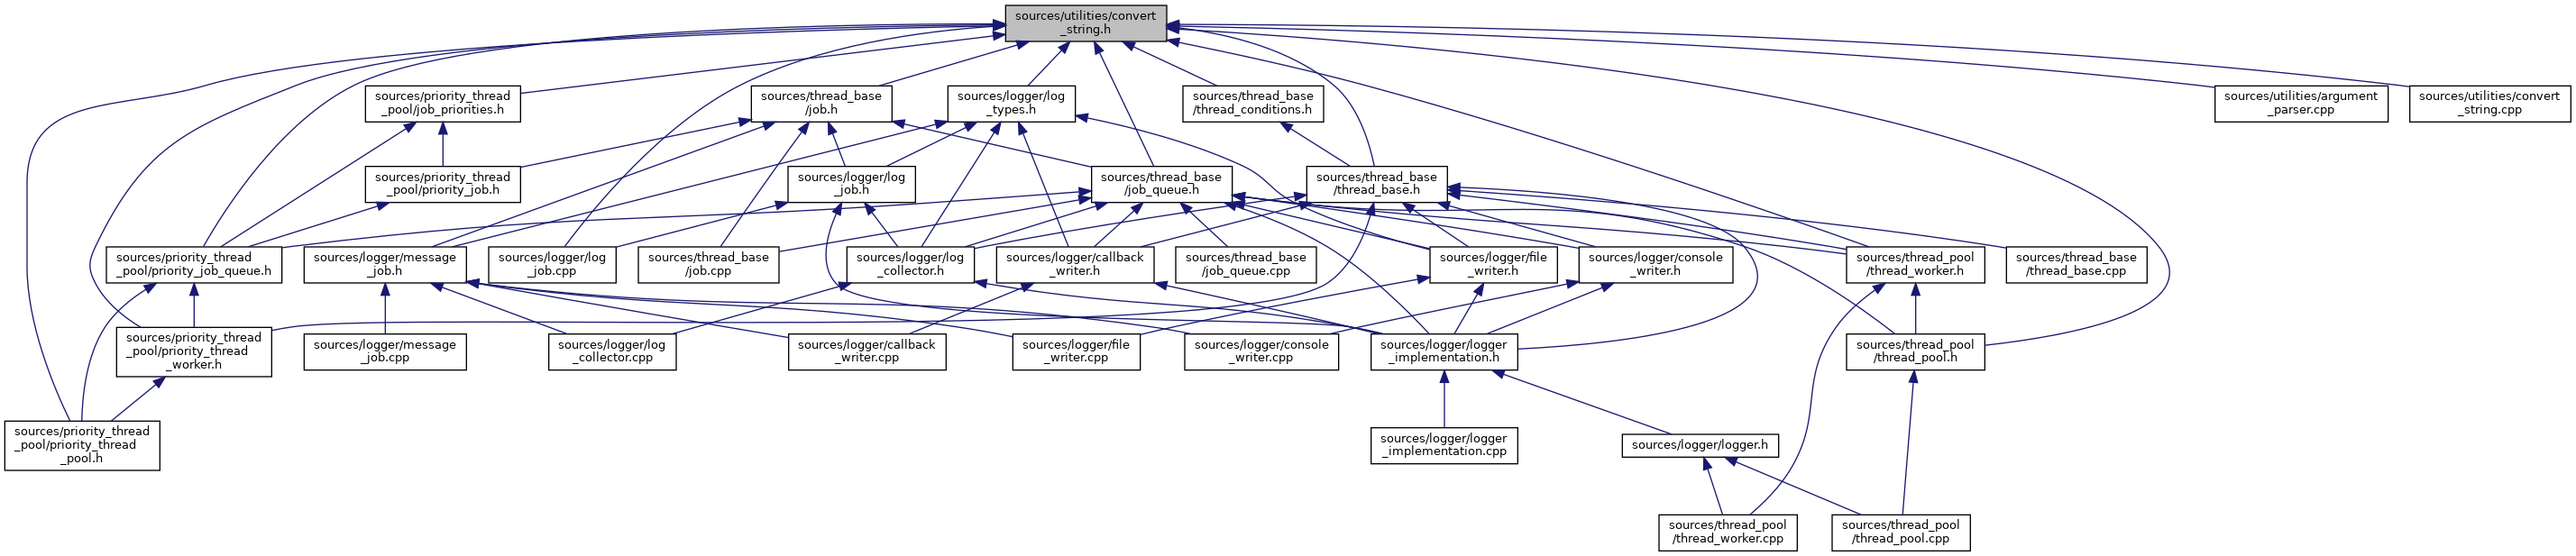 sources/utilities/convert
_string.h
sources/priority_thread
_pool/job_priorities.h
sources/thread_base
/job.h
sources/logger/log
_types.h
sources/thread_base
/thread_conditions.h
sources/utilities/argument
_parser.cpp
sources/utilities/convert
_string.cpp
sources/priority_thread
_pool/priority_job.h
sources/logger/log
_job.h
sources/thread_base
/job_queue.h
sources/thread_base
/thread_base.h
sources/priority_thread
_pool/priority_job_queue.h
sources/logger/message
_job.h
sources/logger/log
_job.cpp
sources/thread_base
/job.cpp
sources/logger/log
_collector.h
sources/logger/callback
_writer.h
sources/thread_base
/job_queue.cpp
sources/logger/file
_writer.h
sources/logger/console
_writer.h
sources/thread_pool
/thread_worker.h
sources/thread_base
/thread_base.cpp
sources/priority_thread
_pool/priority_thread
_worker.h
sources/logger/message
_job.cpp
sources/logger/log
_collector.cpp
sources/logger/callback
_writer.cpp
sources/logger/file
_writer.cpp
sources/logger/console
_writer.cpp
sources/logger/logger
_implementation.h
sources/thread_pool
/thread_pool.h
sources/priority_thread
_pool/priority_thread
_pool.h
sources/logger/logger
_implementation.cpp
sources/logger/logger.h
sources/thread_pool
/thread_worker.cpp
sources/thread_pool
/thread_pool.cpp